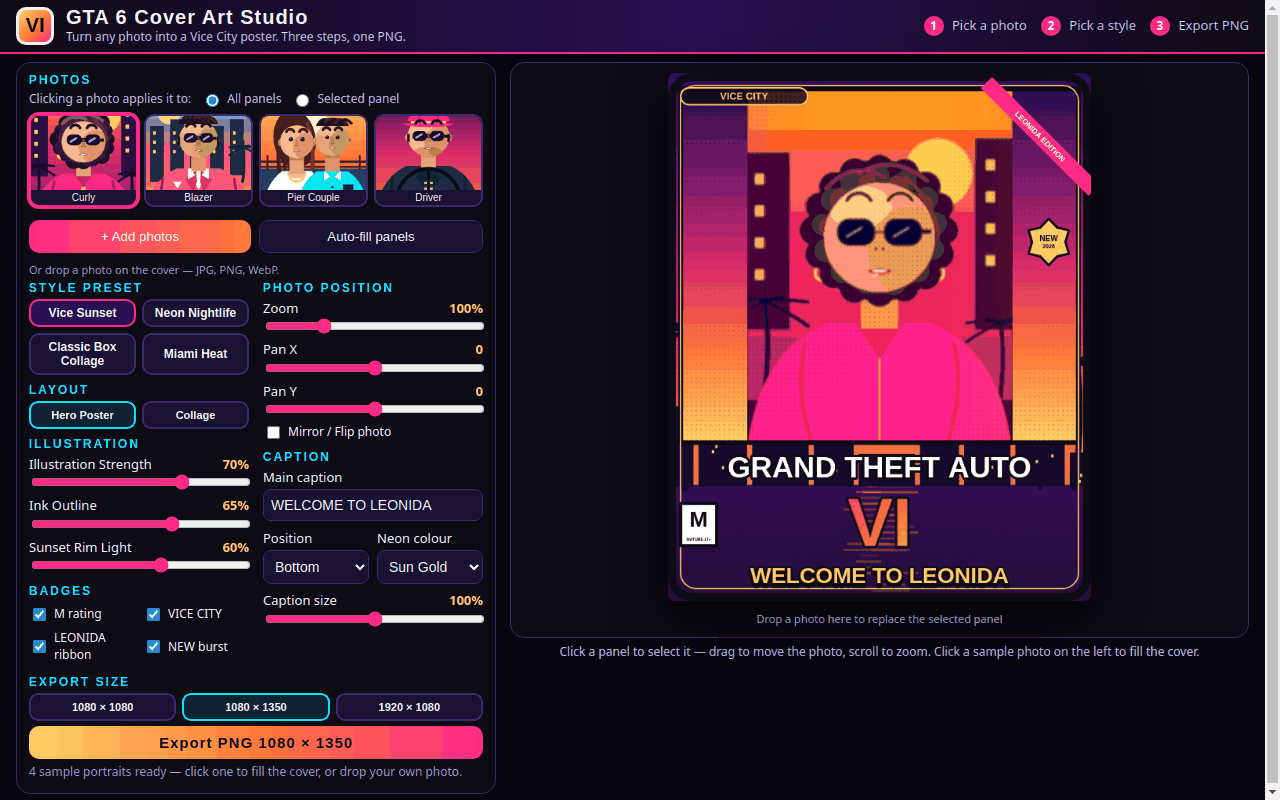 VI
GTA 6 Cover Art Studio
Turn any photo into a Vice City poster. Three steps, one PNG.
1 Pick a photo
2 Pick a style
3 Export PNG
PHOTOS
Clicking a photo applies it to:
All panels
Selected panel
Curly
Blazer
Pier Couple
Driver
+ Add photos
Auto-fill panels
Or drop a photo on the cover — JPG, PNG, WebP.
STYLE PRESET
Vice Sunset
Neon Nightlife
Classic Box
Collage
Miami Heat
LAYOUT
Hero Poster
Collage
ILLUSTRATION
Illustration Strength 70%
Ink Outline 65%
Sunset Rim Light 60%
BADGES
M rating
VICE CITY
LEONIDA
ribbon
NEW burst
PHOTO POSITION
Zoom 100%
Pan X 0
Pan Y 0
Mirror / Flip photo
CAPTION
Main caption
WELCOME TO LEONIDA
Position
Neon colour
Bottom
Sun Gold
Caption size 100%
EXPORT SIZE
1080 × 1080
1080 × 1350
1920 × 1080
Export PNG 1080 × 1350
4 sample portraits ready — click one to fill the cover, or drop your own photo.
VICE CITY
LEONIDA EDITION
NEW
2026
GRAND THEFT AUTO
VI
M
MATURE 17+
WELCOME TO LEONIDA
Drop a photo here to replace the selected panel
Click a panel to select it — drag to move the photo, scroll to zoom. Click a sample photo on the left to fill the cover.